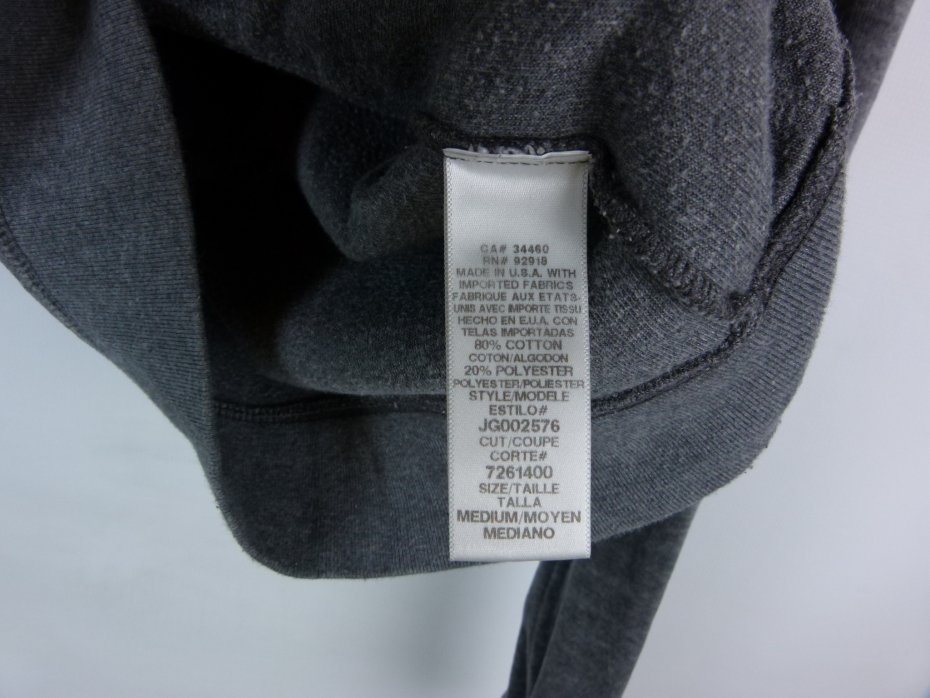 CA# 34460
RN# 92918
MADE IN U.S.A. WITH
IMPORTED FABRICS
FABRIQUE AUX ETATS-
UNIS AVEC IMPORTE TISSU
HECHO EN E.U.A. CON
TELAS IMPORTADAS
80% COTTON
COTON/ALGODON
20% POLYESTER
POLYESTER/POLIESTER
STYLE/MODELE
ESTILO#
JG002576
CUT/COUPE
CORTE#
7261400
SIZE/TAILLE
TALLA
MEDIUM/MOYEN
MEDIANO